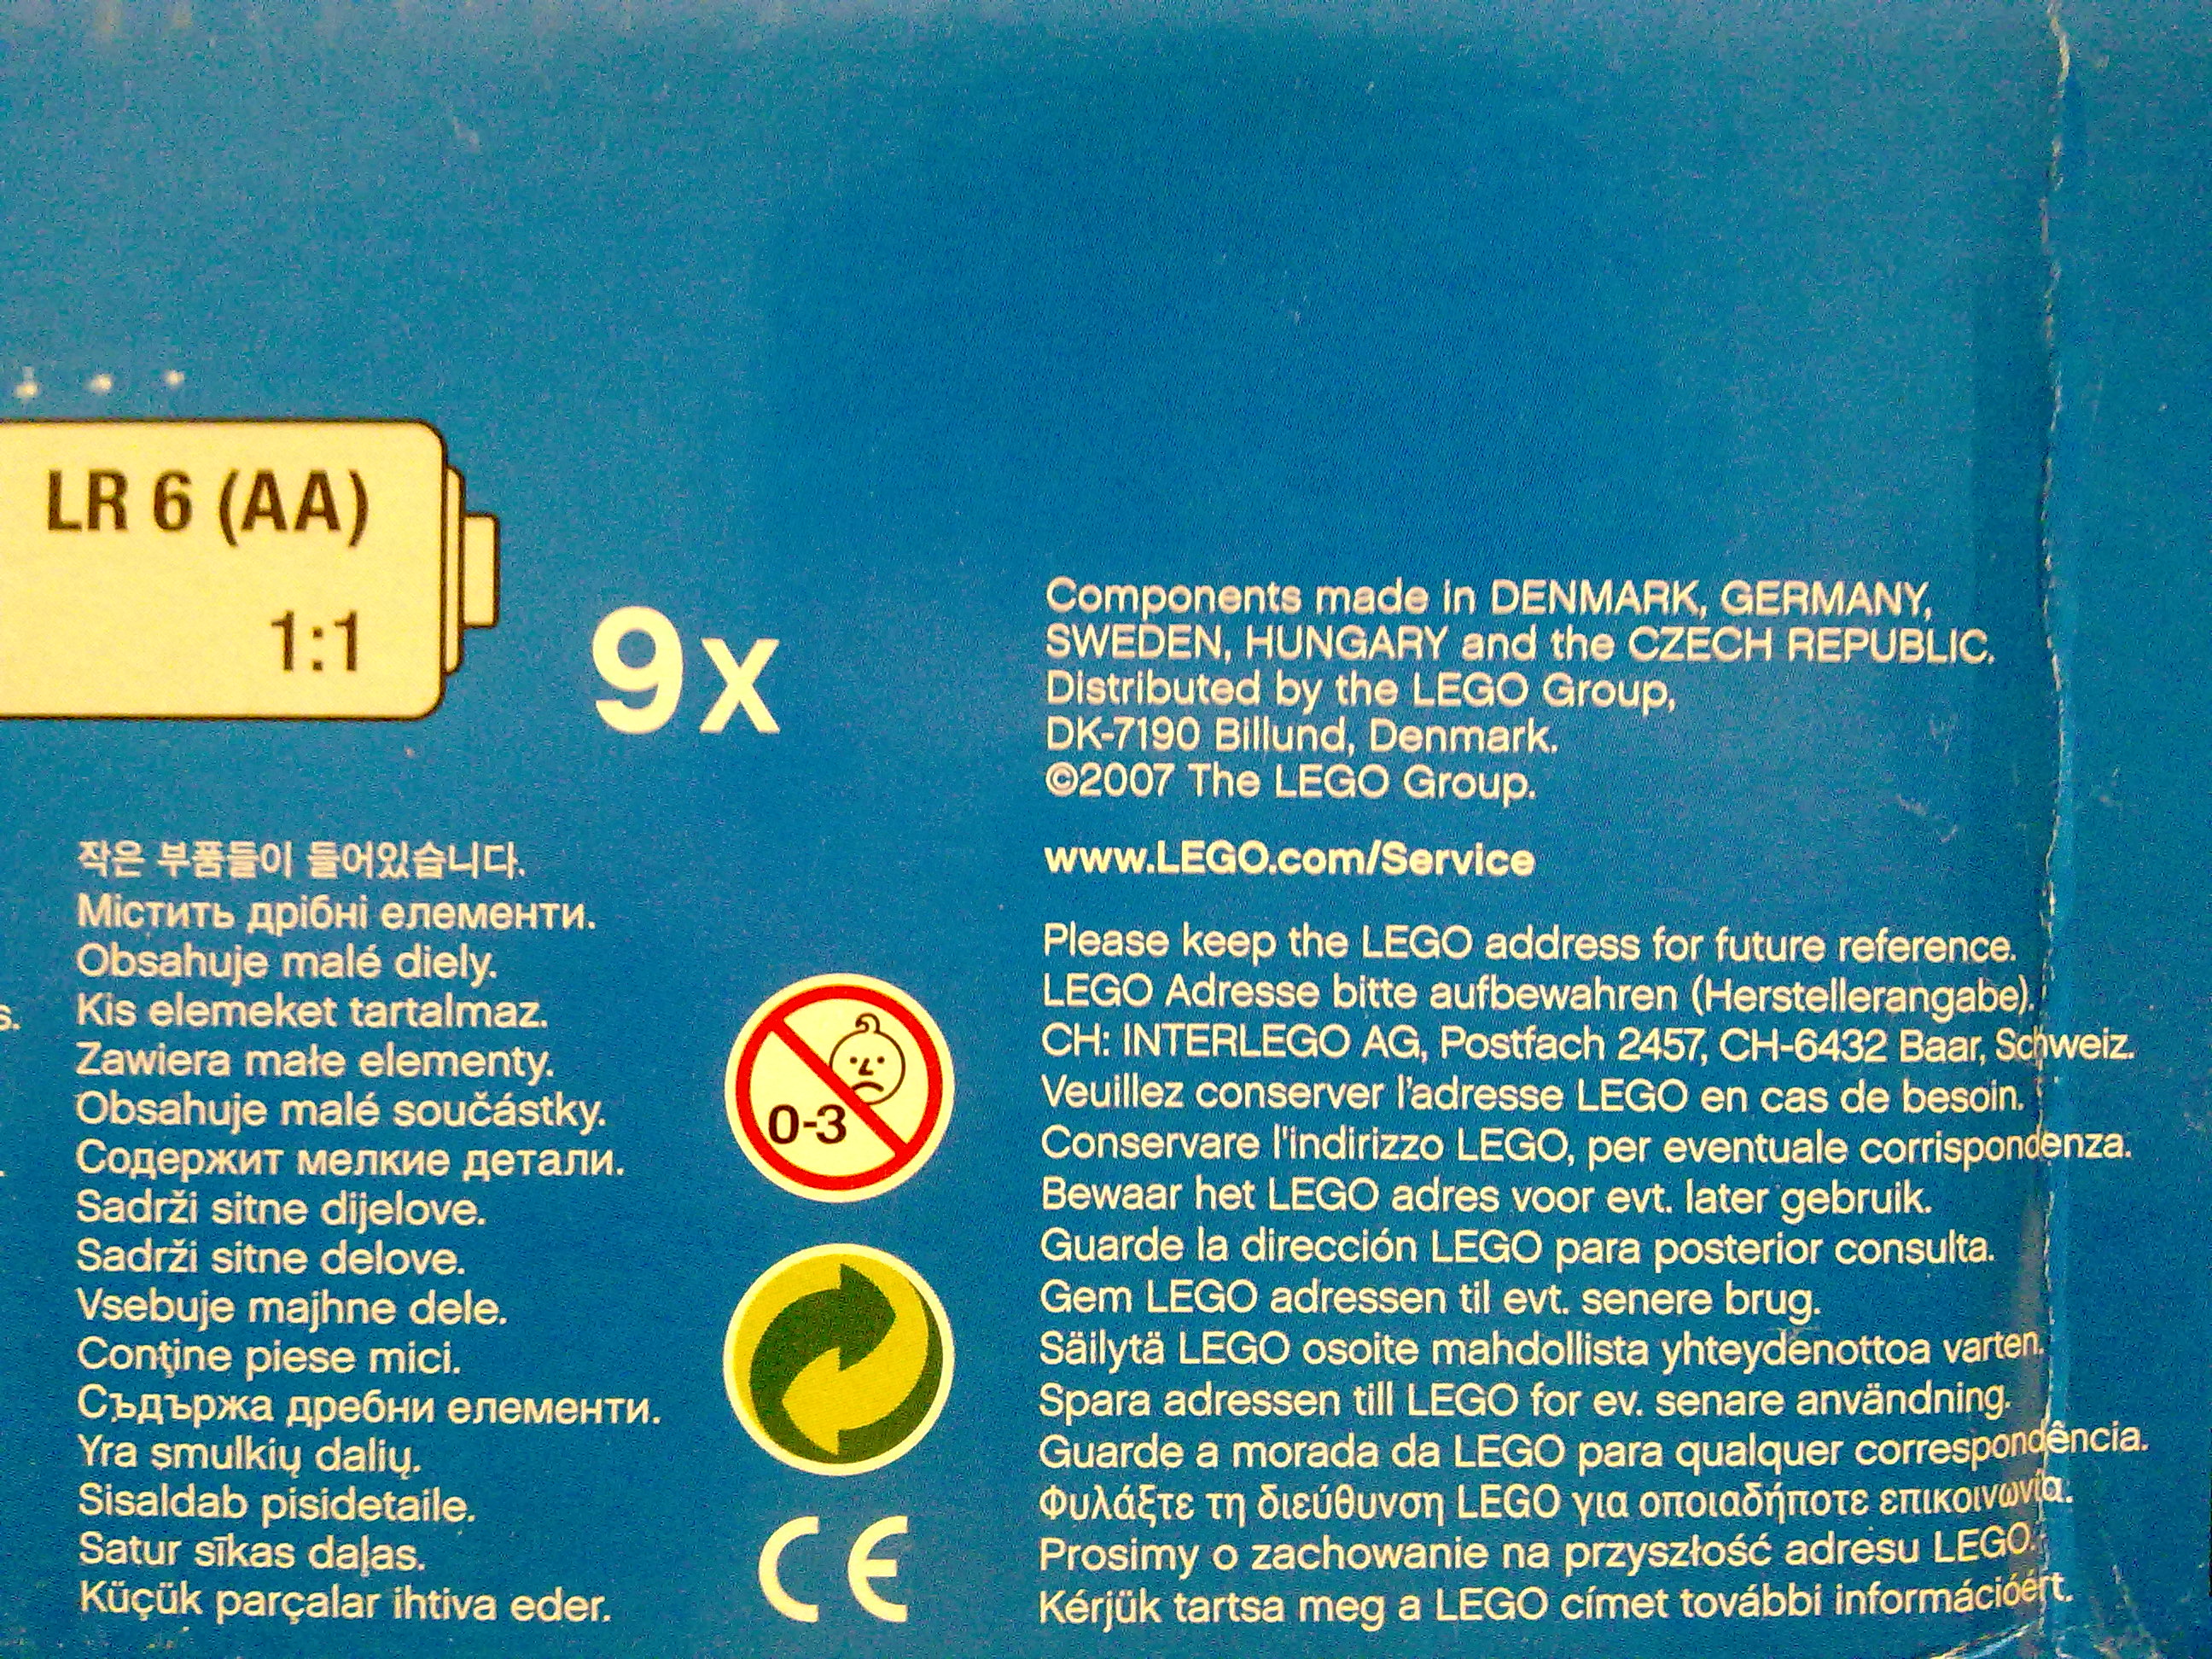 LR 6 (AA)
1:1
9x
Components made in DENMARK, GERMANY,
SWEDEN, HUNGARY and the CZECH REPUBLIC.
Distributed by the LEGO Group,
DK-7190 Billund, Denmark.
©2007 The LEGO Group.
www.LEGO.com/Service
s.
작은 부품들이 들어있습니다.
Містить дрібні елементи.
Obsahuje malé diely.
Kis elemeket tartalmaz.
Zawiera małe elementy.
Obsahuje malé součástky.
Содержит мелкие детали.
Sadrži sitne dijelove.
Sadrži sitne delove.
Vsebuje majhne dele.
Conţine piese mici.
Съдържа дребни елементи.
Yra smulkių dalių.
Sisaldab pisidetaile.
Satur sīkas daļas.
Küçük parçalar ihtiva eder.
0-3
CE
Please keep the LEGO address for future reference.
LEGO Adresse bitte aufbewahren (Herstellerangabe).
CH: INTERLEGO AG, Postfach 2457, CH-6432 Baar, Schweiz.
Veuillez conserver l'adresse LEGO en cas de besoin.
Conservare l'indirizzo LEGO, per eventuale corrispondenza.
Bewaar het LEGO adres voor evt. later gebruik.
Guarde la dirección LEGO para posterior consulta.
Gem LEGO adressen til evt. senere brug.
Säilytä LEGO osoite mahdollista yhteydenottoa varten.
Spara adressen till LEGO for ev. senare användning.
Guarde a morada da LEGO para qualquer correspondência.
Φυλάξτε τη διεύθυνση LEGO για οποιαδήποτε επικοινωνία.
Prosimy o zachowanie na przyszłość adresu LEGO.
Kérjük tartsa meg a LEGO címet további információért.